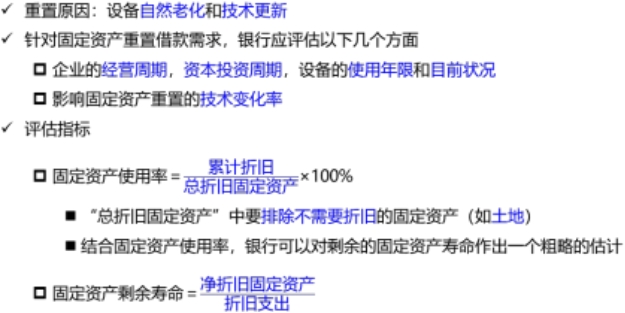 ✓ 重置原因：设备自然老化和技术更新
✓ 针对固定资产重置借款需求，银行应评估以下几个方面
企业的经营周期，资本投资周期，设备的使用年限和目前状况
影响固定资产重置的技术变化率
✓ 评估指标
固定资产使用率=累计折旧/总折旧固定资产×100%
“总折旧固定资产”中要排除不需要折旧的固定资产（如土地）
结合固定资产使用率，银行可以对剩余的固定资产寿命作出一个粗略的估计
固定资产剩余寿命=净折旧固定资产/折旧支出